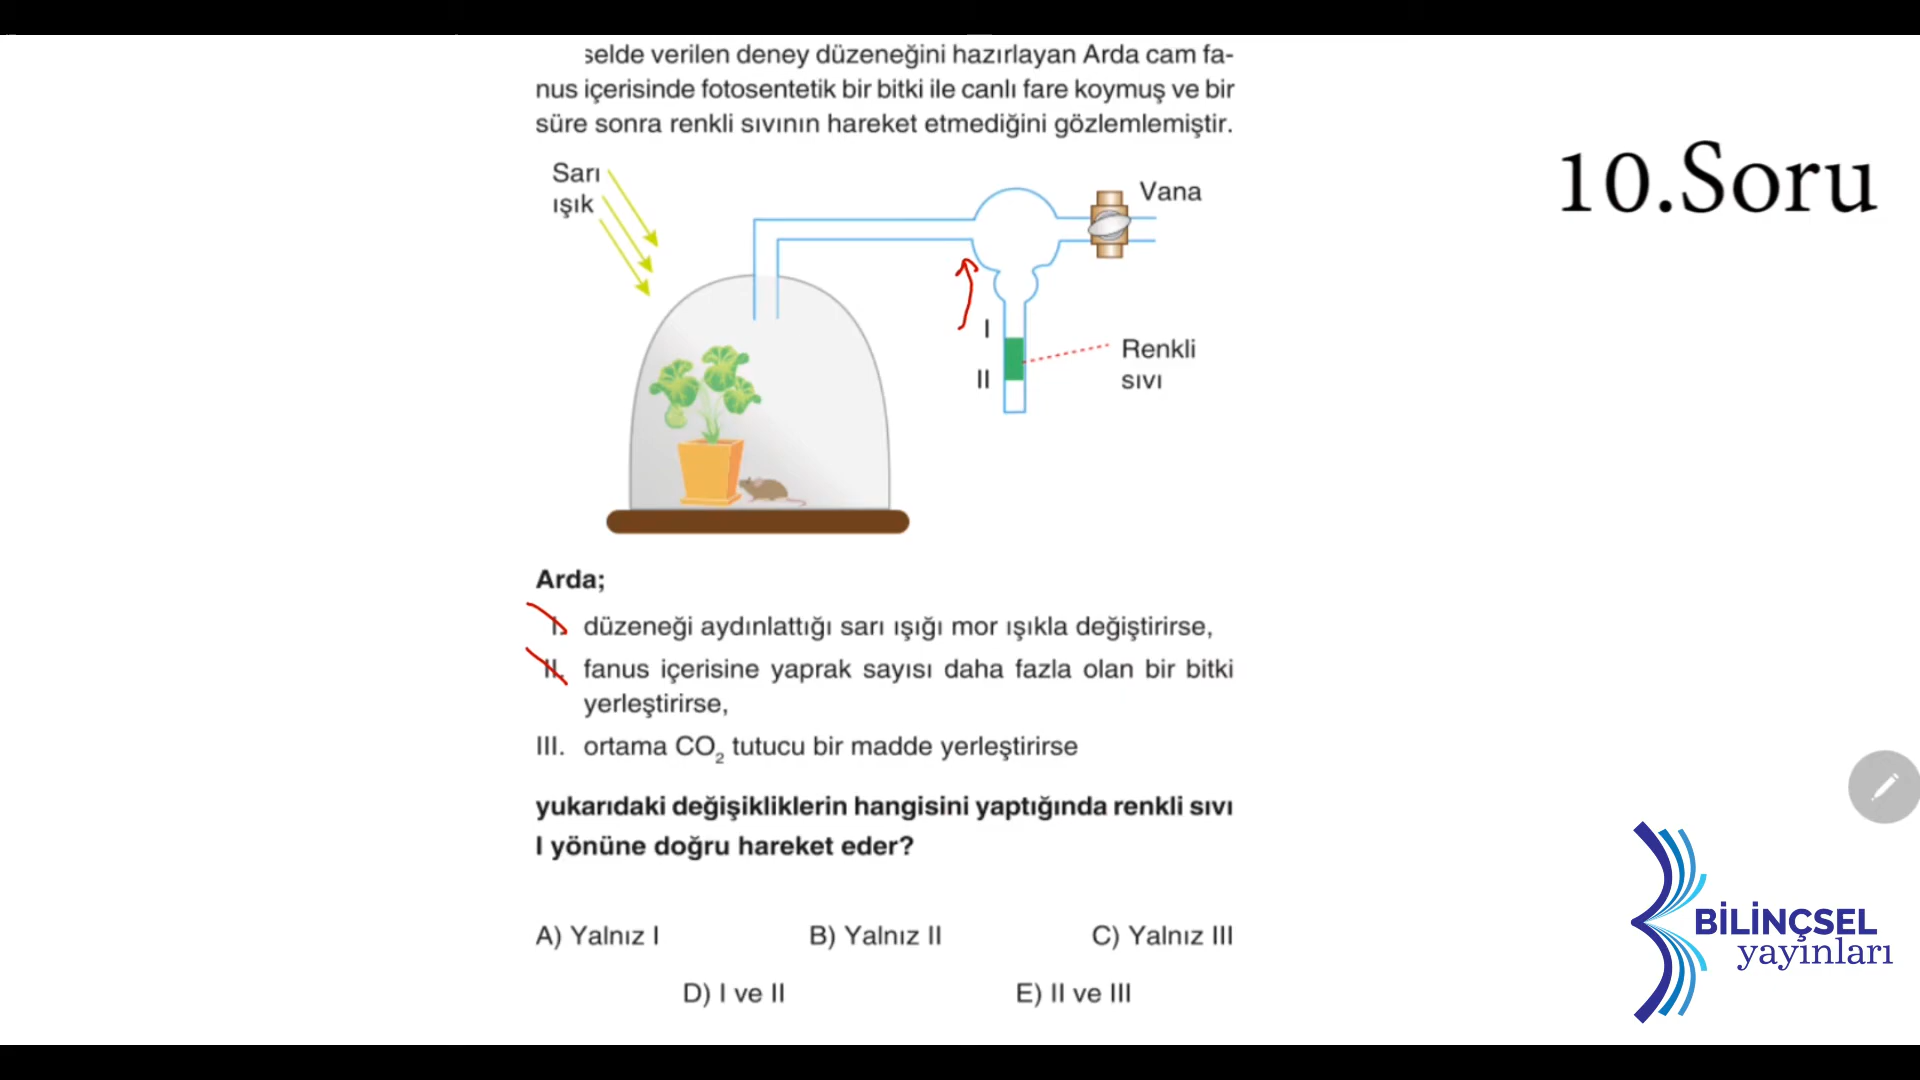 selde verilen deney düzeneğini hazırlayan Arda cam fa-
nus içerisinde fotosentetik bir bitki ile canlı fare koymuş ve bir
süre sonra renkli sıvının hareket etmediğini gözlemlemiştir.
10.Soru
Sarı
ışık
Vana
I
II
Renkli
sıvı
Arda;
I. düzeneği aydınlattığı sarı ışığı mor ışıkla değiştirirse,
II. fanus içerisine yaprak sayısı daha fazla olan bir bitki
yerleştirirse,
III. ortama CO₂ tutucu bir madde yerleştirirse
yukarıdaki değişikliklerin hangisini yaptığında renkli sıvı
I yönüne doğru hareket eder?
A) Yalnız I B) Yalnız II C) Yalnız III
D) I ve II E) II ve III
BİLİNÇSEL
yayınları